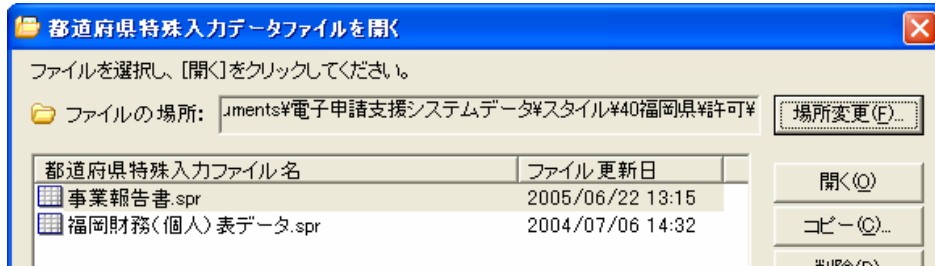 都道府県特殊入力データファイルを開く
ファイルを選択し、[開く]をクリックしてください。
ファイルの場所: uments¥電子申請支援システムデータ¥スタイル¥40福岡県¥許可¥ 場所変更(F)...
都道府県特殊入力ファイル名 ファイル更新日
開く(O)
事業報告書.spr 2005/06/22 13:15
福岡財務(個人)表データ.spr 2004/07/06 14:32
コピー(C)...